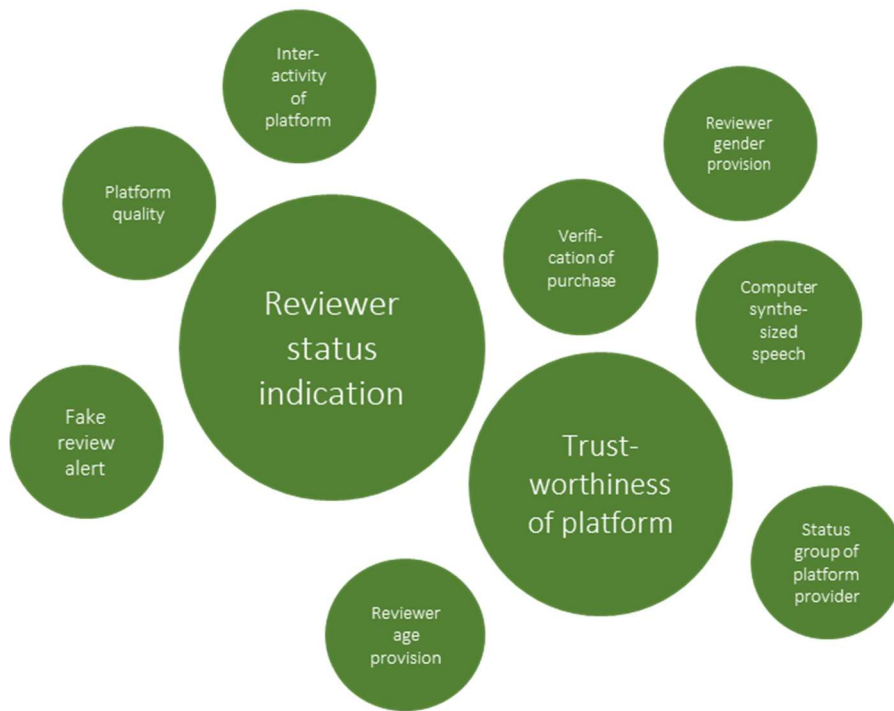 Inter-
activity
of
platform
Reviewer
gender
provision
Platform
quality
Verifi-
cation of
purchase
Computer
synthe-
sized
speech
Reviewer
status
indication
Fake
review
alert
Trust-
worthiness
of platform
Status
group of
platform
provider
Reviewer
age
provision